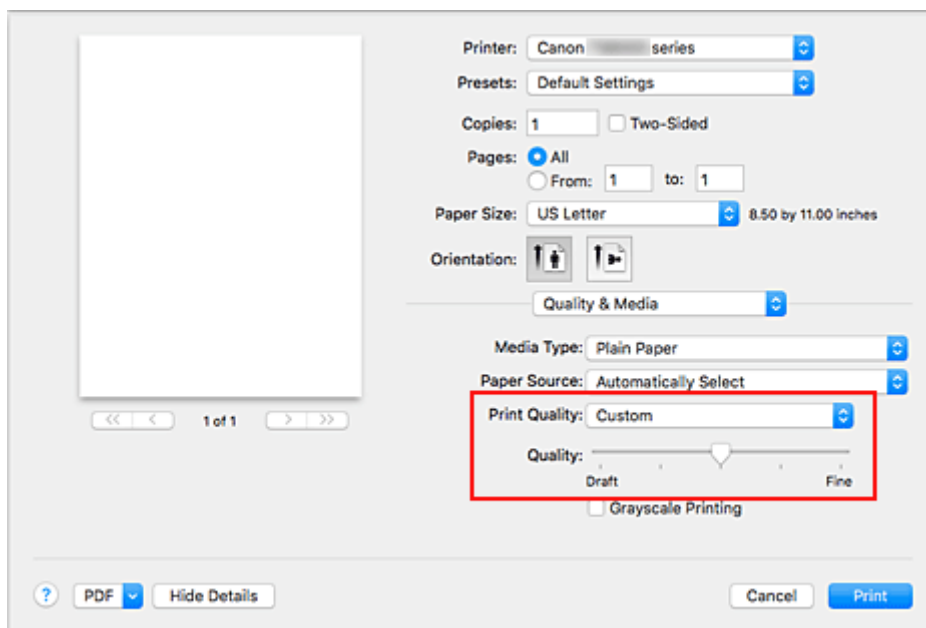 Printer: Canon series
Presets: Default Settings
Copies: 1 Two-Sided
Pages: All
From: 1 to: 1
Paper Size: US Letter 8.50 by 11.00 inches
Orientation:
Quality & Media
Media Type: Plain Paper
Paper Source: Automatically Select
Print Quality: Custom
<< < 1 of 1 > >>
Quality:
Draft Fine
Grayscale Printing
? PDF Hide Details Cancel Print